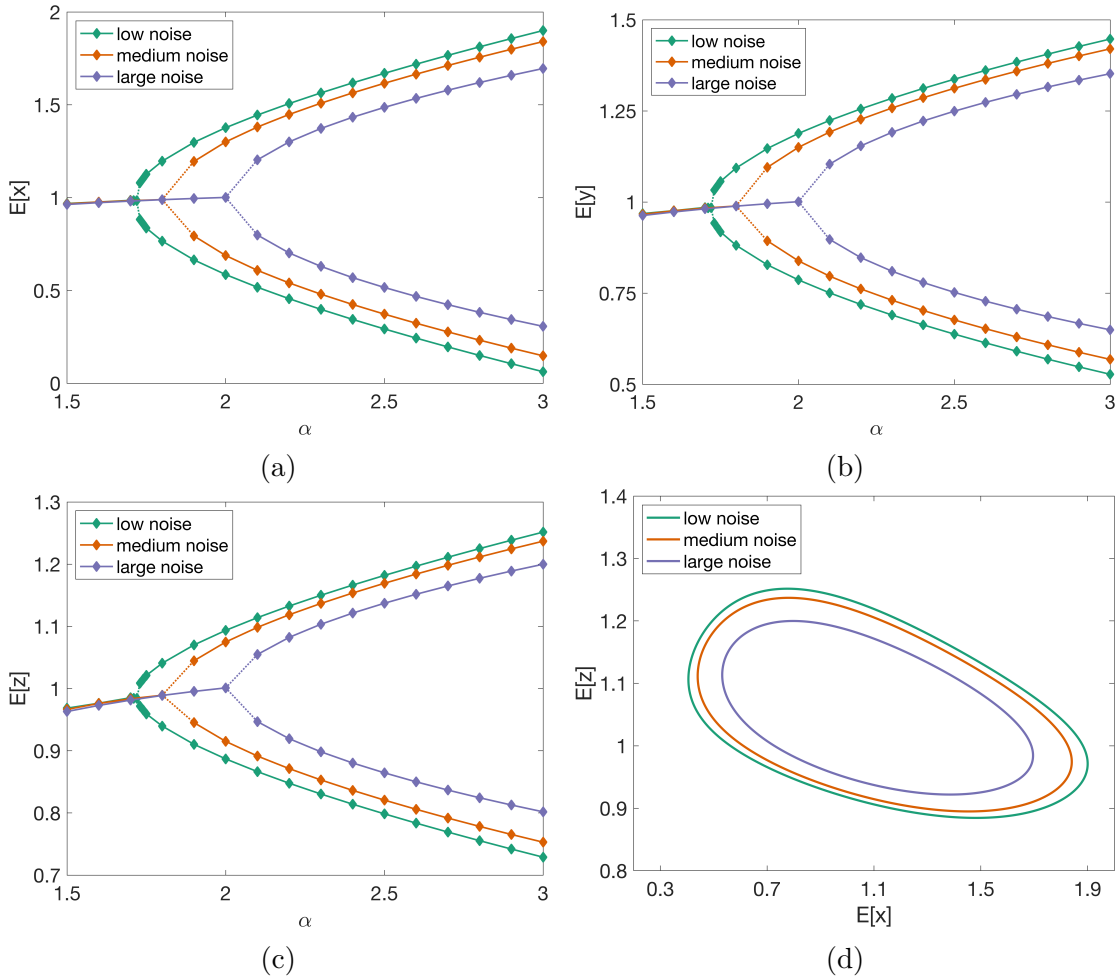 2
low noise
medium noise
large noise
1.5
E[x]
1
0.5
0
1.5
2
2.5
3
α
(a)
1.5
low noise
medium noise
large noise
1.25
E[y]
1
0.75
0.5
1.5
2
2.5
3
α
(b)
1.3
low noise
medium noise
large noise
1.2
1.1
E[z]
1
0.9
0.8
0.7
1.5
2
2.5
3
α
(c)
1.4
low noise
medium noise
large noise
1.3
1.2
E[z]
1.1
1
0.9
0.8
0.3
0.7
1.1
1.5
1.9
E[x]
(d)